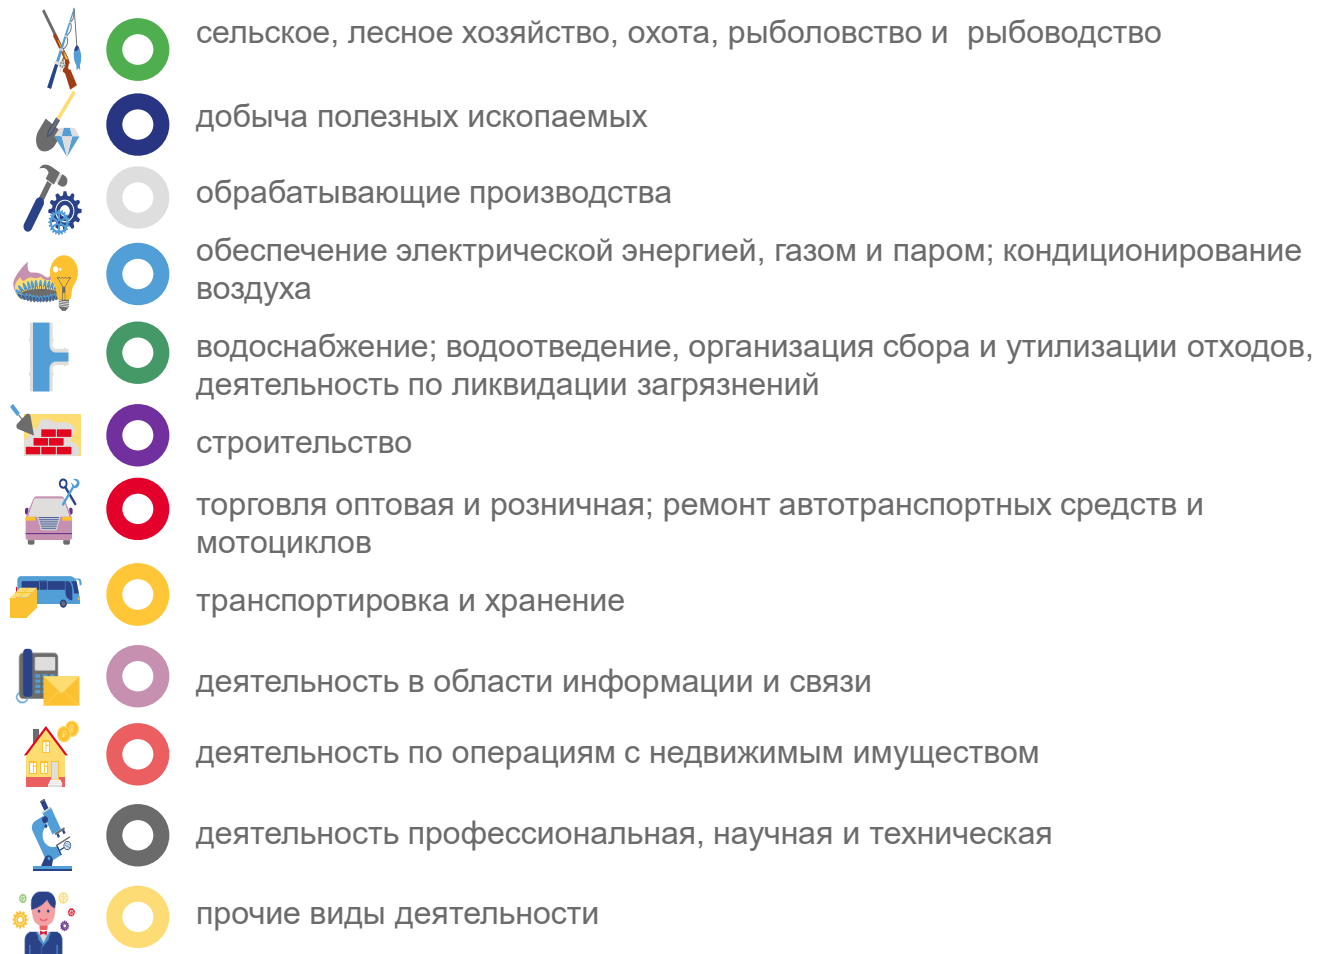 сельское, лесное хозяйство, охота, рыболовство и рыбоводство
добыча полезных ископаемых
обрабатывающие производства
обеспечение электрической энергией, газом и паром; кондиционирование
воздуха
водоснабжение; водоотведение, организация сбора и утилизации отходов,
деятельность по ликвидации загрязнений
строительство
торговля оптовая и розничная; ремонт автотранспортных средств и
мотоциклов
транспортировка и хранение
деятельность в области информации и связи
деятельность по операциям с недвижимым имуществом
деятельность профессиональная, научная и техническая
прочие виды деятельности